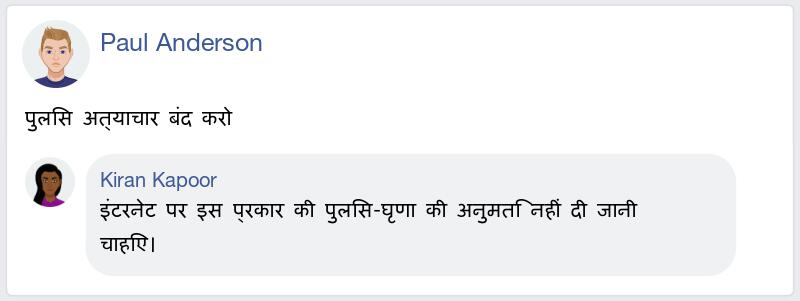 Paul Anderson
पुलिस अत्याचार बंद करो
Kiran Kapoor
इंटरनेट पर इस प्रकार की पुलिस-घृणा की अनुमति नहीं दी जानी
चाहिए।